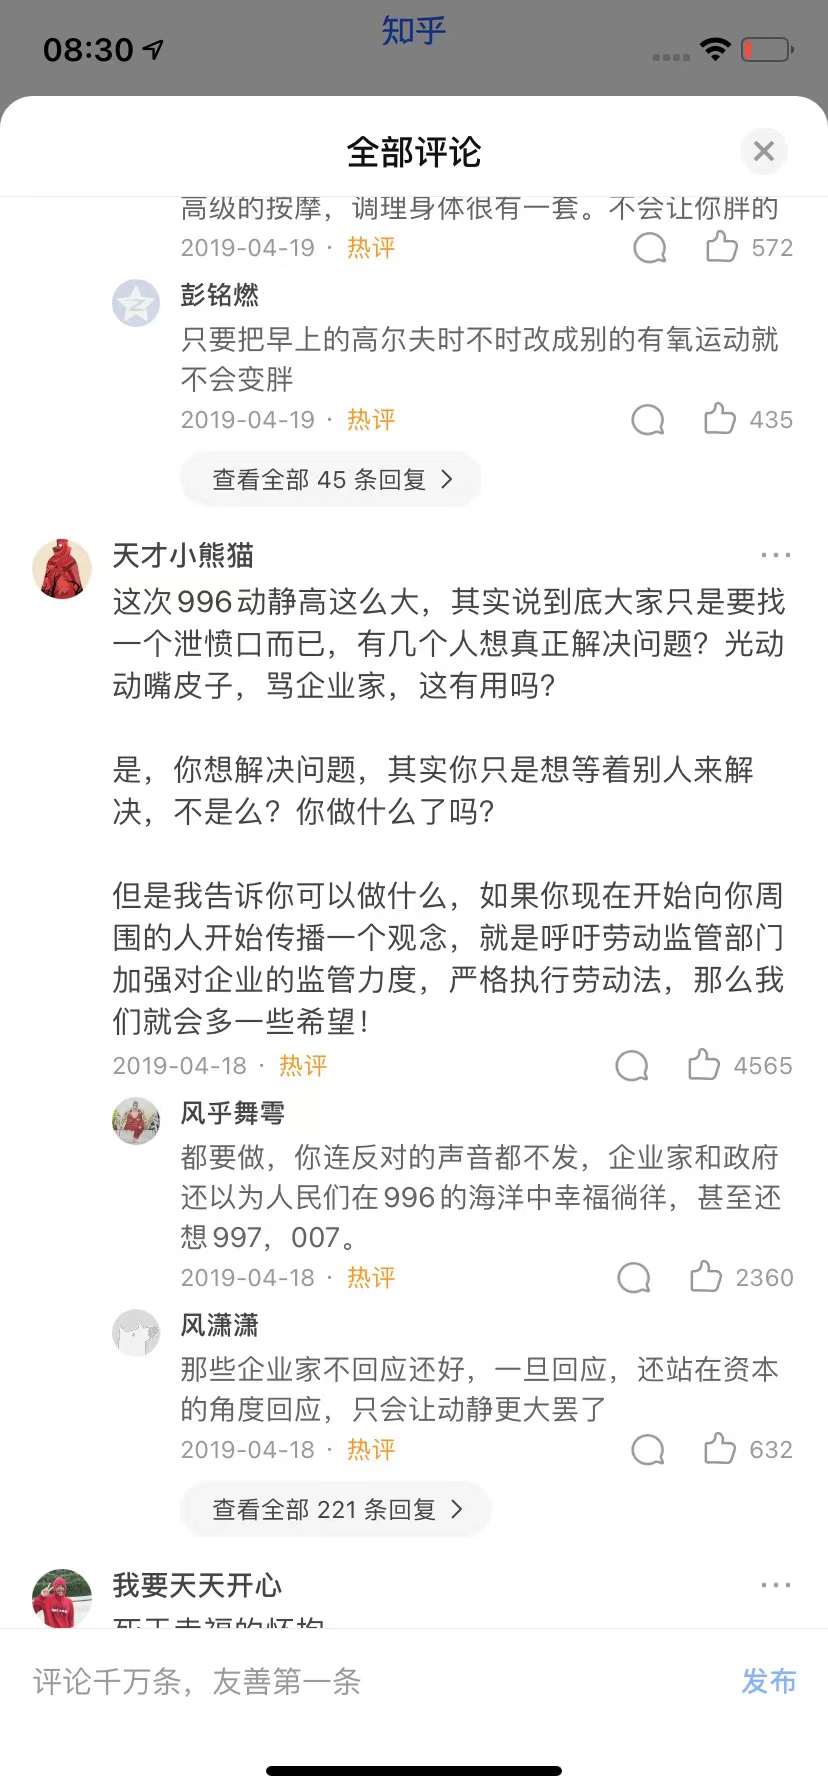 08:30
知乎
全部评论
高级的按摩，调理身体很有一套。不会让你胖的
2019-04-19 · 热评
572
彭铭燃
只要把早上的高尔夫时不时改成别的有氧运动就
不会变胖
2019-04-19 · 热评
435
查看全部 45 条回复
天才小熊猫
这次996动静高这么大，其实说到底大家只是要找
一个泄愤口而已，有几个人想真正解决问题？光动
动嘴皮子，骂企业家，这有用吗？
是，你想解决问题，其实你只是想等着别人来解
决，不是么？你做什么了吗？
但是我告诉你可以做什么，如果你现在开始向你周
围的人开始传播一个观念，就是呼吁劳动监管部门
加强对企业的监管力度，严格执行劳动法，那么我
们就会多一些希望！
2019-04-18 · 热评
4565
风乎舞雩
都要做，你连反对的声音都不发，企业家和政府
还以为人民们在996的海洋中幸福徜徉，甚至还
想997，007。
2019-04-18 · 热评
2360
风潇潇
那些企业家不回应还好，一旦回应，还站在资本
的角度回应，只会让动静更大罢了
2019-04-18 · 热评
632
查看全部 221 条回复
我要天天开心
死于幸福的怀抱
评论千万条，友善第一条
发布